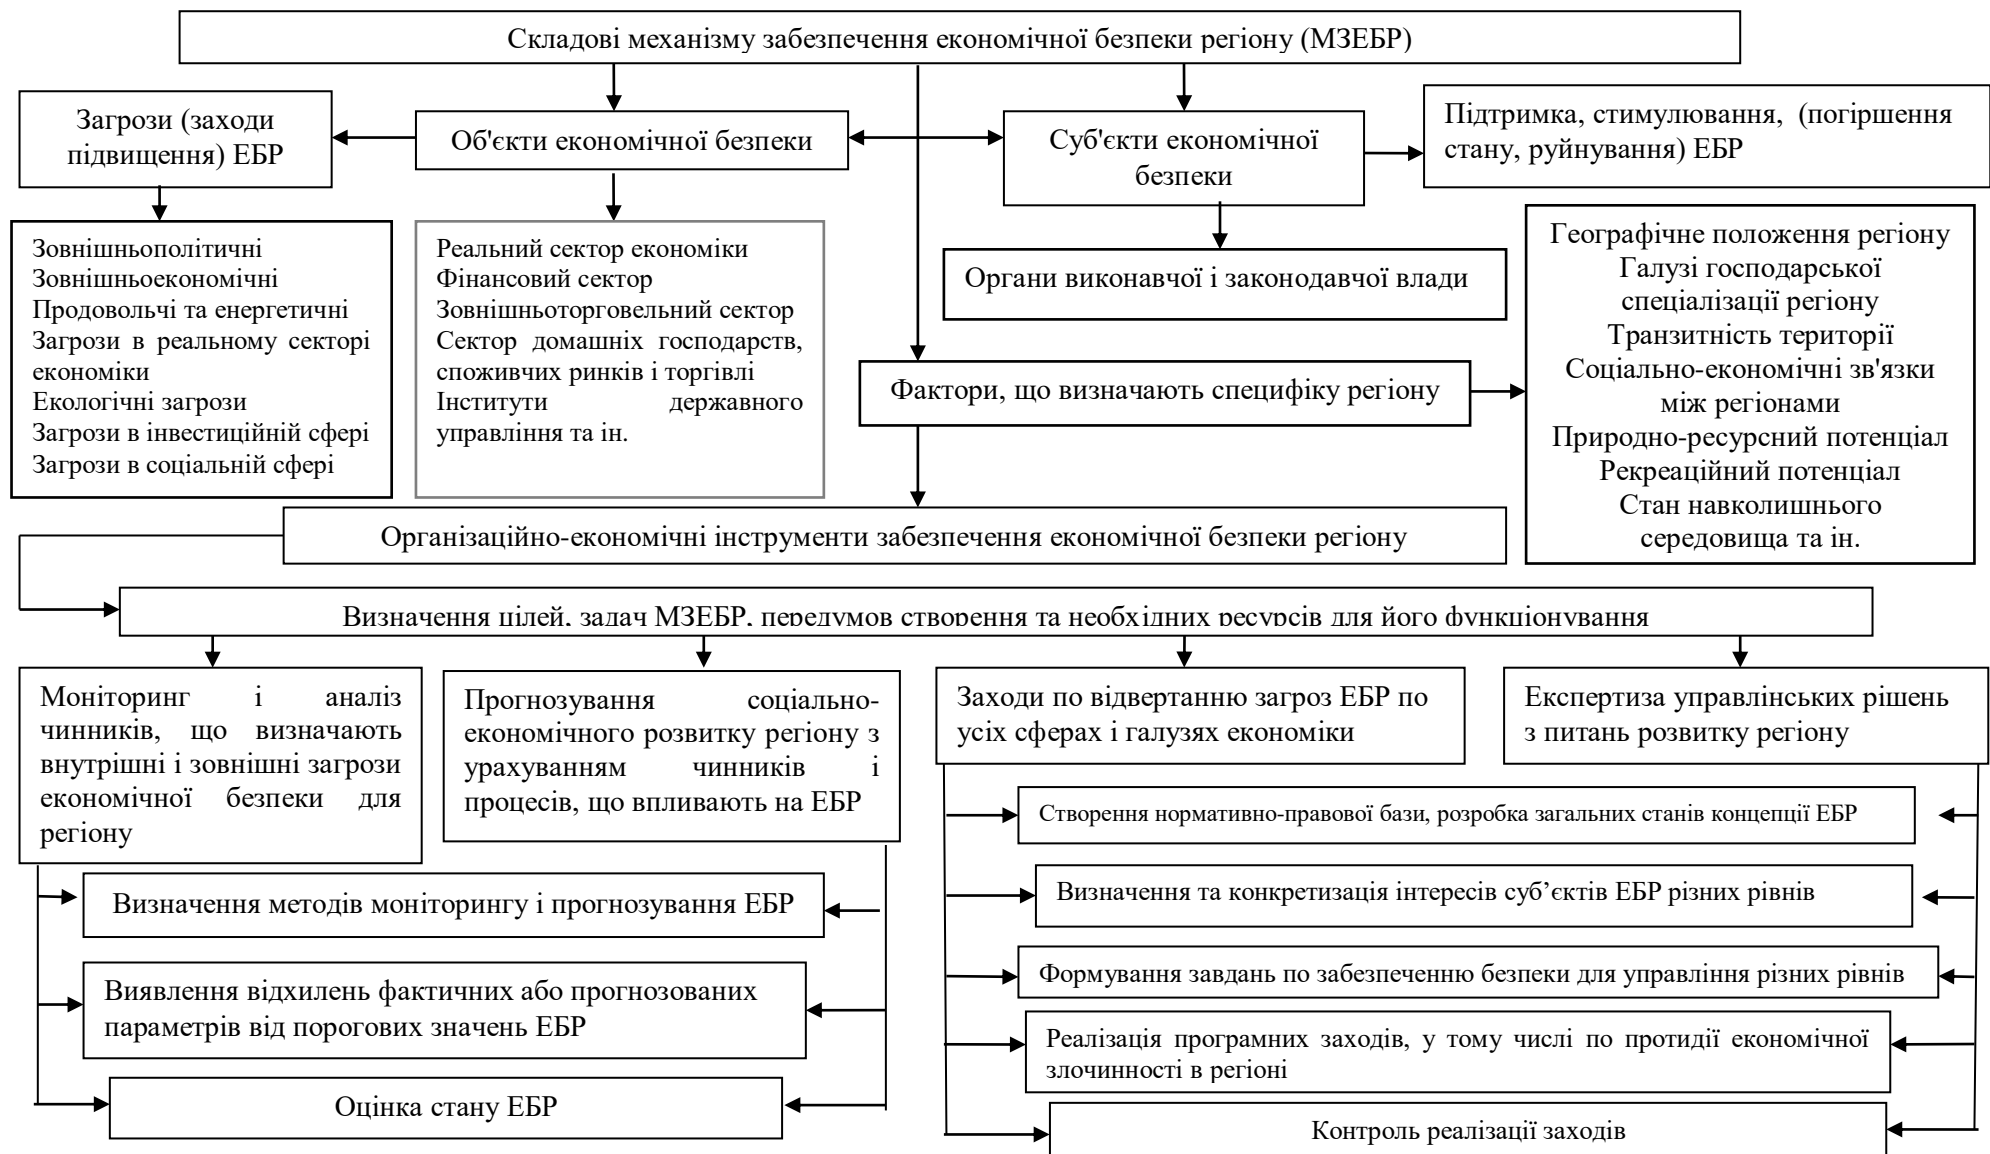 Складові механізму забезпечення економічної безпеки регіону (МЗЕБР)
Загрози (заходи
підвищення) ЕБР
Об'єкти економічної безпеки
Суб'єкти економічної
безпеки
Підтримка, стимулювання, (погіршення
стану, руйнування) ЕБР
Зовнішньополітичні
Зовнішньоекономічні
Продовольчі та енергетичні
Загрози в реальному секторі
економіки
Екологічні загрози
Загрози в інвестиційній сфері
Загрози в соціальній сфері
Реальний сектор економіки
Фінансовий сектор
Зовнішньоторговельний сектор
Сектор домашніх господарств,
споживчих ринків і торгівлі
Інститути державного
управління та ін.
Органи виконавчої і законодавчої влади
Фактори, що визначають специфіку регіону
Географічне положення регіону
Галузі господарської
спеціалізації регіону
Транзитність території
Соціально-економічні зв'язки
між регіонами
Природно-ресурсний потенціал
Рекреаційний потенціал
Стан навколишнього
середовища та ін.
Організаційно-економічні інструменти забезпечення економічної безпеки регіону
Визначення цілей, задач МЗЕБР, передумов створення та необхідних ресурсів для його функціонування
Моніторинг і аналіз
чинників, що визначають
внутрішні і зовнішні загрози
економічної безпеки для
регіону
Прогнозування соціально-
економічного розвитку регіону з
урахуванням чинників і
процесів, що впливають на ЕБР
Заходи по відвертанню загроз ЕБР по
усіх сферах і галузях економіки
Експертиза управлінських рішень
з питань розвитку регіону
Визначення методів моніторингу і прогнозування ЕБР
Виявлення відхилень фактичних або прогнозованих
параметрів від порогових значень ЕБР
Оцінка стану ЕБР
Створення нормативно-правової бази, розробка загальних станів концепції ЕБР
Визначення та конкретизація інтересів суб’єктів ЕБР різних рівнів
Формування завдань по забезпеченню безпеки для управління різних рівнів
Реалізація програмних заходів, у тому числі по протидії економічної
злочинності в регіоні
Контроль реалізації заходів